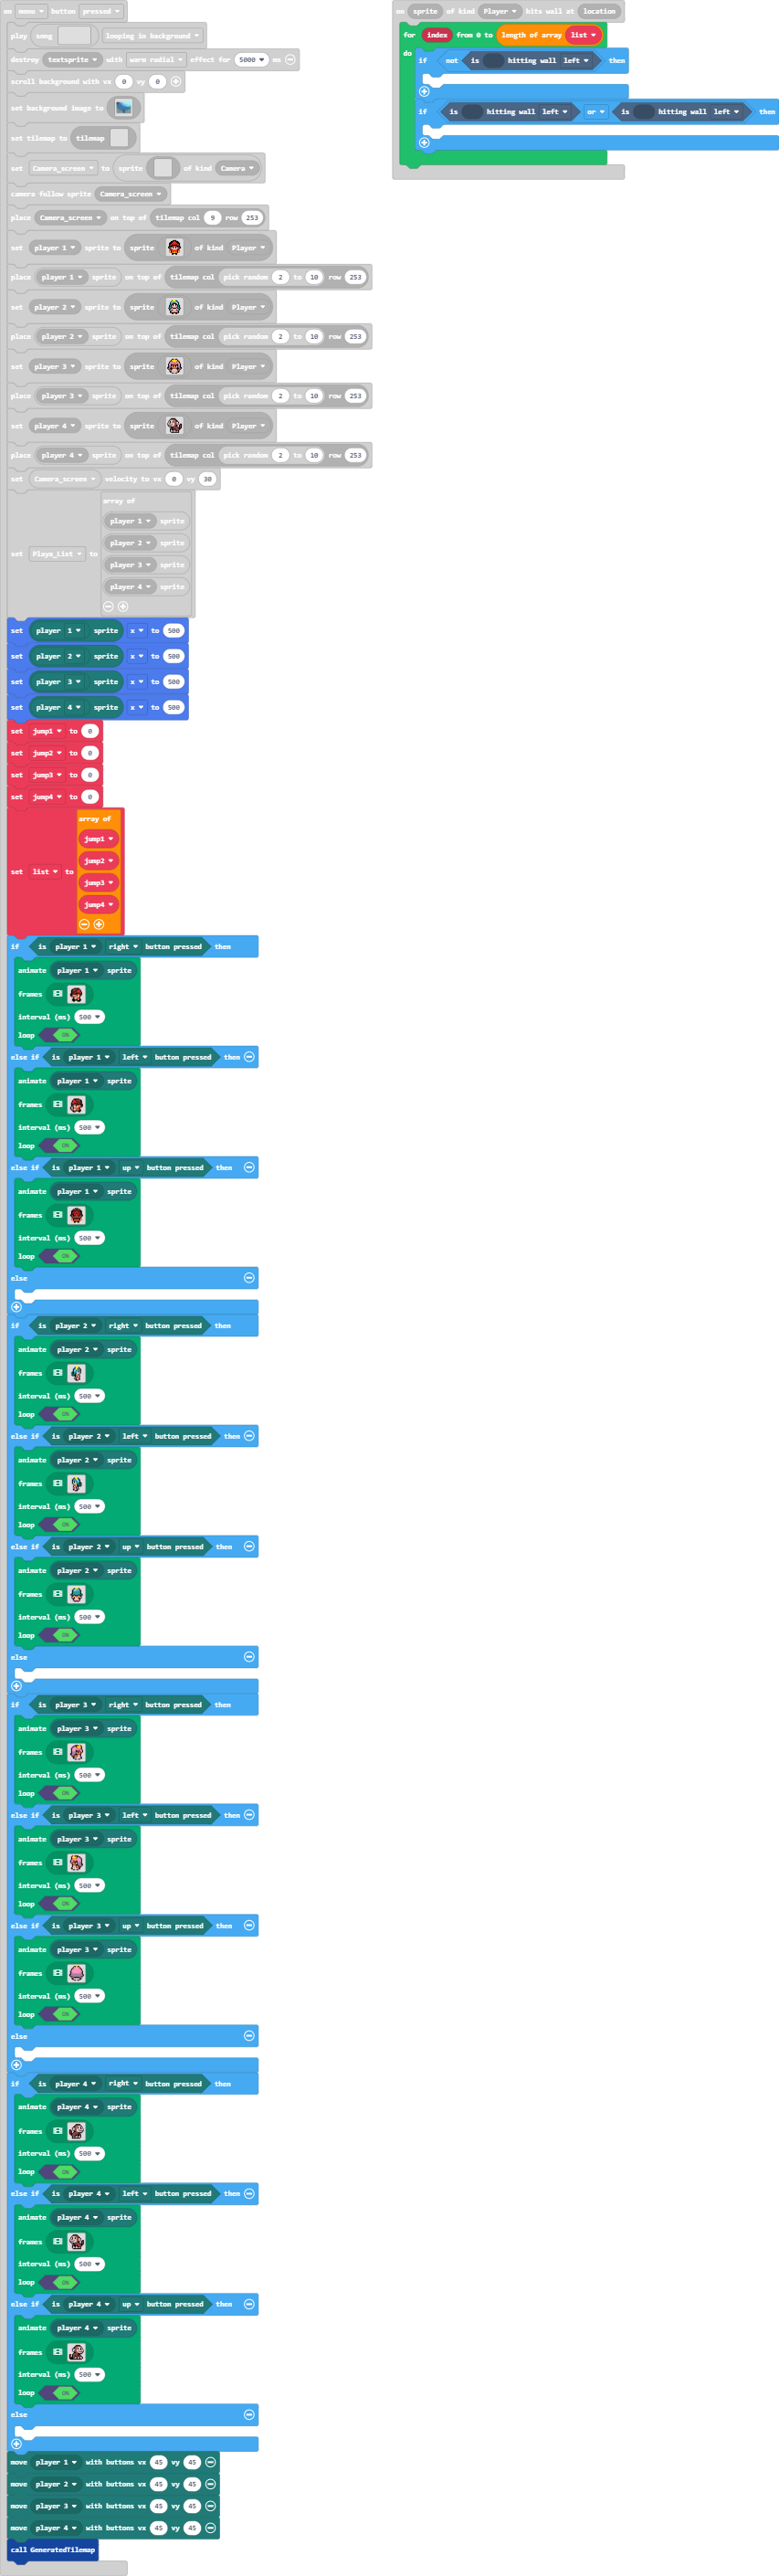 on menu button pressed
play song looping in background
destroy textsprite with warm radial effect for 5000 ms
scroll background with vx 0 vy 0
set background image to
set tilemap to tilemap
set Camera_screen to sprite of kind Camera
camera follow sprite Camera_screen
place Camera_screen on top of tilemap col 9 row 253
set player 1 sprite to sprite of kind Player
place player 1 sprite on top of tilemap col pick random 2 to 10 row 253
set player 2 sprite to sprite of kind Player
place player 2 sprite on top of tilemap col pick random 2 to 10 row 253
set player 3 sprite to sprite of kind Player
place player 3 sprite on top of tilemap col pick random 2 to 10 row 253
set player 4 sprite to sprite of kind Player
place player 4 sprite on top of tilemap col pick random 2 to 10 row 253
set Camera_screen velocity to vx 0 vy 30
array of
player 1 sprite
player 2 sprite
set Playa_List to
player 3 sprite
player 4 sprite
set player 1 sprite x to 500
set player 2 sprite x to 500
set player 3 sprite x to 500
set player 4 sprite x to 500
set jump1 to 0
set jump2 to 0
set jump3 to 0
set jump4 to 0
array of
jump1
jump2
set list to
jump3
jump4
if is player 1 right button pressed then
animate player 1 sprite
frames
interval (ms) 500
loop ON
else if is player 1 left button pressed then
animate player 1 sprite
frames
interval (ms) 500
loop ON
else if is player 1 up button pressed then
animate player 1 sprite
frames
interval (ms) 500
loop ON
else
if is player 2 right button pressed then
animate player 2 sprite
frames
interval (ms) 500
loop ON
else if is player 2 left button pressed then
animate player 2 sprite
frames
interval (ms) 500
loop ON
else if is player 2 up button pressed then
animate player 2 sprite
frames
interval (ms) 500
loop ON
else
if is player 3 right button pressed then
animate player 3 sprite
frames
interval (ms) 500
loop ON
else if is player 3 left button pressed then
animate player 3 sprite
frames
interval (ms) 500
loop ON
else if is player 3 up button pressed then
animate player 3 sprite
frames
interval (ms) 500
loop ON
else
if is player 4 right button pressed then
animate player 4 sprite
frames
interval (ms) 500
loop ON
else if is player 4 left button pressed then
animate player 4 sprite
frames
interval (ms) 500
loop ON
else if is player 4 up button pressed then
animate player 4 sprite
frames
interval (ms) 500
loop ON
else
move player 1 with buttons vx 45 vy 45
move player 2 with buttons vx 45 vy 45
move player 3 with buttons vx 45 vy 45
move player 4 with buttons vx 45 vy 45
call GeneratedTilemap
on sprite of kind Player hits wall at location
for index from 0 to length of array list
do
if not is hitting wall left then
if is hitting wall left or is hitting wall left then